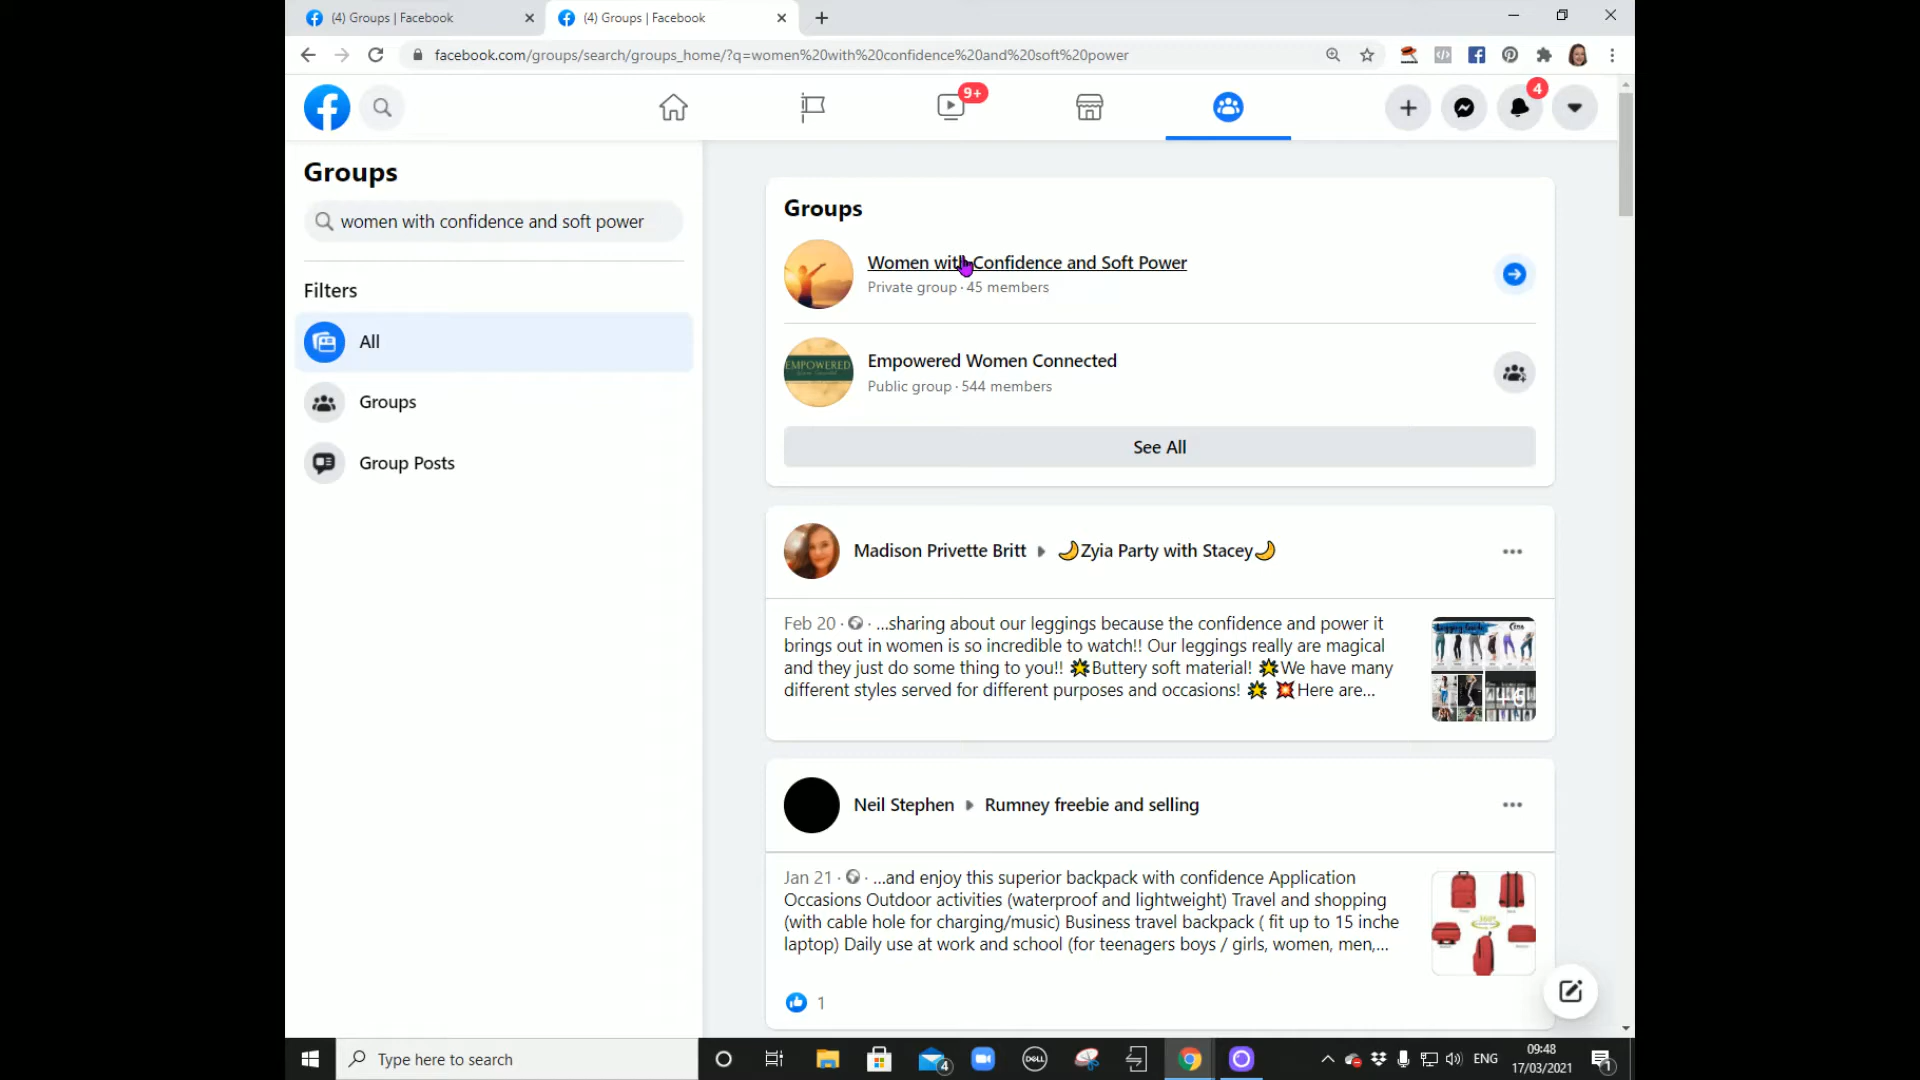 (4) Groups | Facebook
(4) Groups | Facebook
facebook.com/groups/search/groups_home/?q=women%20with%20confidence%20and%20soft%20power
9+
4
Groups
women with confidence and soft power
Filters
All
Groups
Group Posts
Groups
Women with Confidence and Soft Power
Private group · 45 members
EMPOWERED
Empowered Women Connected
Public group · 544 members
See All
Madison Privette Britt 🌙Zyia Party with Stacey🌙
Feb 20 · ...sharing about our leggings because the confidence and power it
brings out in women is so incredible to watch!! Our leggings really are magical
and they just do some thing to you!! 🌟Buttery soft material! 🌟We have many
different styles served for different purposes and occasions! 🌟 💥Here are...
+6
Neil Stephen Rumney freebie and selling
Jan 21 · ...and enjoy this superior backpack with confidence Application
Occasions Outdoor activities (waterproof and lightweight) Travel and shopping
(with cable hole for charging/music) Business travel backpack ( fit up to 15 inche
laptop) Daily use at work and school (for teenagers boys / girls, women, men,...
1
Type here to search
4
DELL
ENG
09:48
17/03/2021
1